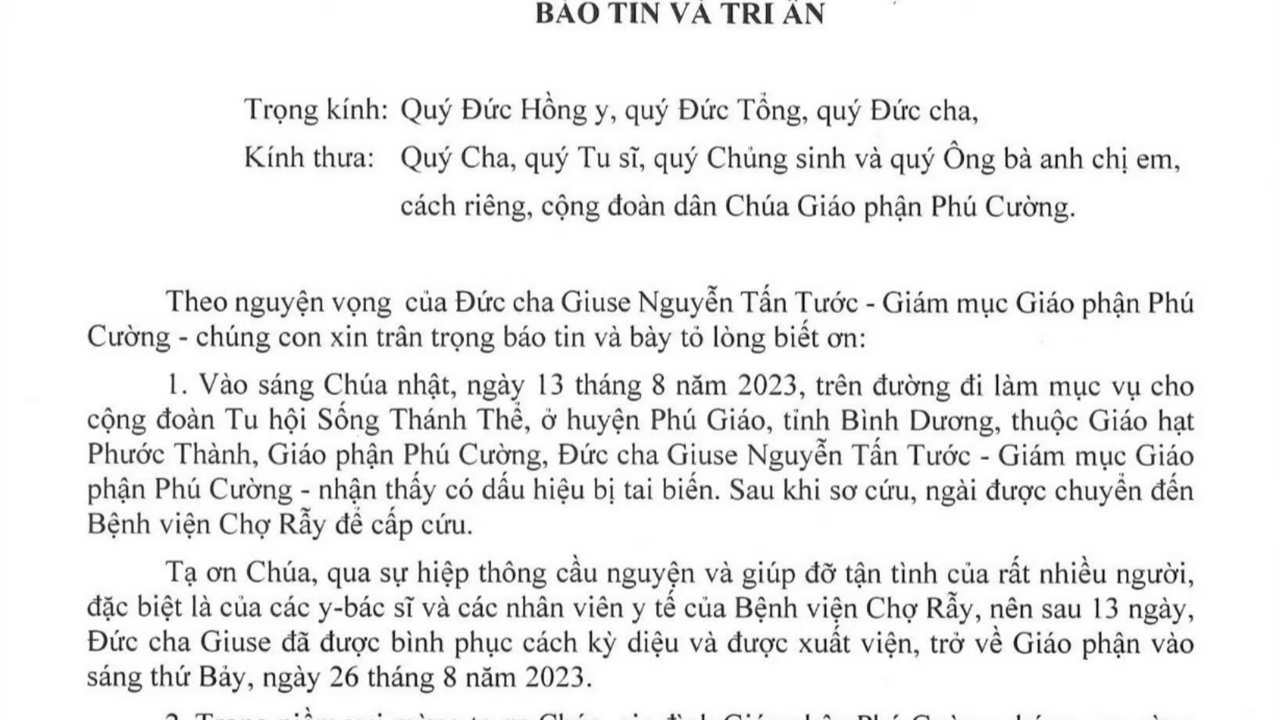 BÁO TIN VÀ TRI ÂN
Trọng kính: Quý Đức Hồng y, quý Đức Tổng, quý Đức cha,
Kính thưa: Quý Cha, quý Tu sĩ, quý Chủng sinh và quý Ông bà anh chị em,
cách riêng, cộng đoàn dân Chúa Giáo phận Phú Cường.
Theo nguyện vọng của Đức cha Giuse Nguyễn Tấn Tước - Giám mục Giáo phận Phú
Cường - chúng con xin trân trọng báo tin và bày tỏ lòng biết ơn:
1. Vào sáng Chúa nhật, ngày 13 tháng 8 năm 2023, trên đường đi làm mục vụ cho
cộng đoàn Tu hội Sống Thánh Thể, ở huyện Phú Giáo, tỉnh Bình Dương, thuộc Giáo hạt
Phước Thành, Giáo phận Phú Cường, Đức cha Giuse Nguyễn Tấn Tước - Giám mục Giáo
phận Phú Cường - nhận thấy có dấu hiệu bị tai biến. Sau khi sơ cứu, ngài được chuyển đến
Bệnh viện Chợ Rẫy để cấp cứu.
Tạ ơn Chúa, qua sự hiệp thông cầu nguyện và giúp đỡ tận tình của rất nhiều người,
đặc biệt là của các y-bác sĩ và các nhân viên y tế của Bệnh viện Chợ Rẫy, nên sau 13 ngày,
Đức cha Giuse đã được bình phục cách kỳ diệu và được xuất viện, trở về Giáo phận vào
sáng thứ Bảy, ngày 26 tháng 8 năm 2023.